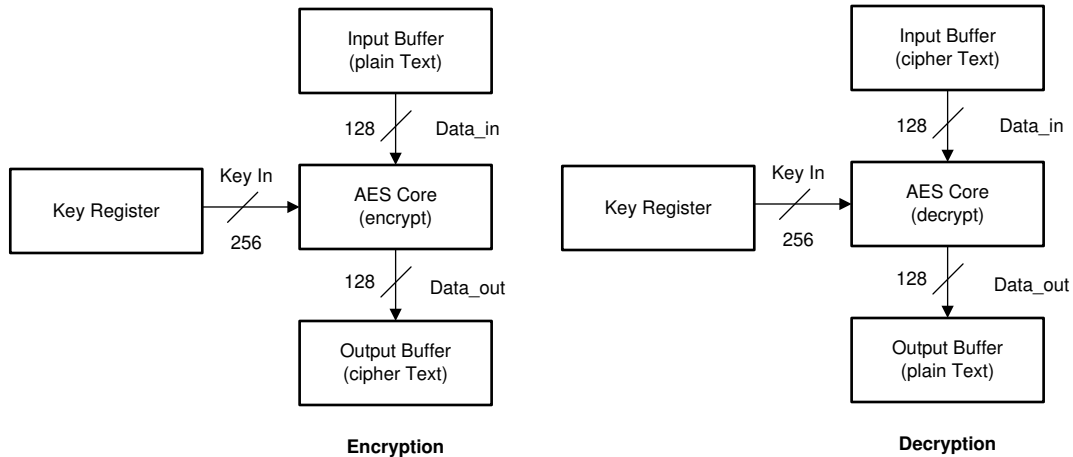 Input Buffer
(plain Text)
128
Data_in
Key Register
Key In
256
AES Core
(encrypt)
128
Data_out
Output Buffer
(cipher Text)
Encryption
Input Buffer
(cipher Text)
128
Data_in
Key Register
Key In
256
AES Core
(decrypt)
128
Data_out
Output Buffer
(plain Text)
Decryption